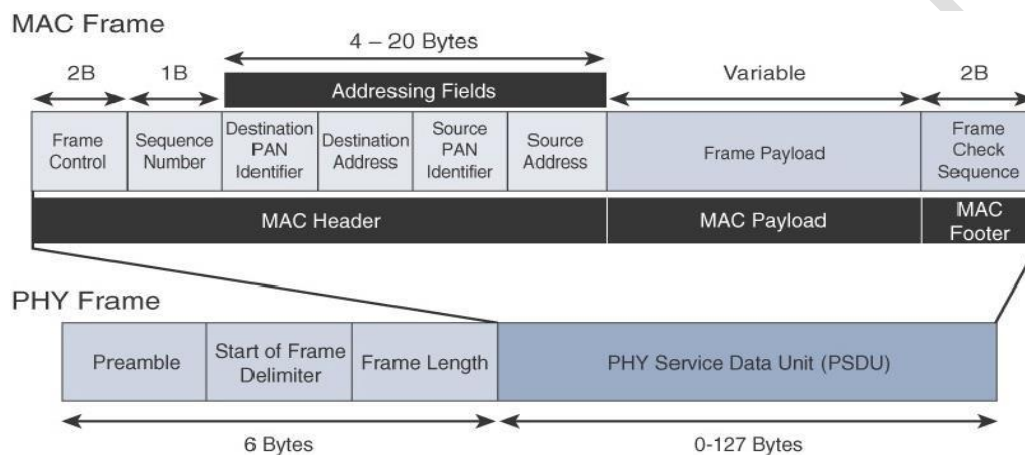 MAC Frame
4 – 20 Bytes
2B
1B
Variable
2B
Addressing Fields
Frame
Control
Sequence
Number
Destination
PAN
Identifier
Destination
Address
Source
PAN
Identifier
Source
Address
Frame Payload
Frame
Check
Sequence
MAC Header
MAC Payload
MAC
Footer
PHY Frame
Preamble
Start of Frame
Delimiter
Frame Length
PHY Service Data Unit (PSDU)
6 Bytes
0-127 Bytes